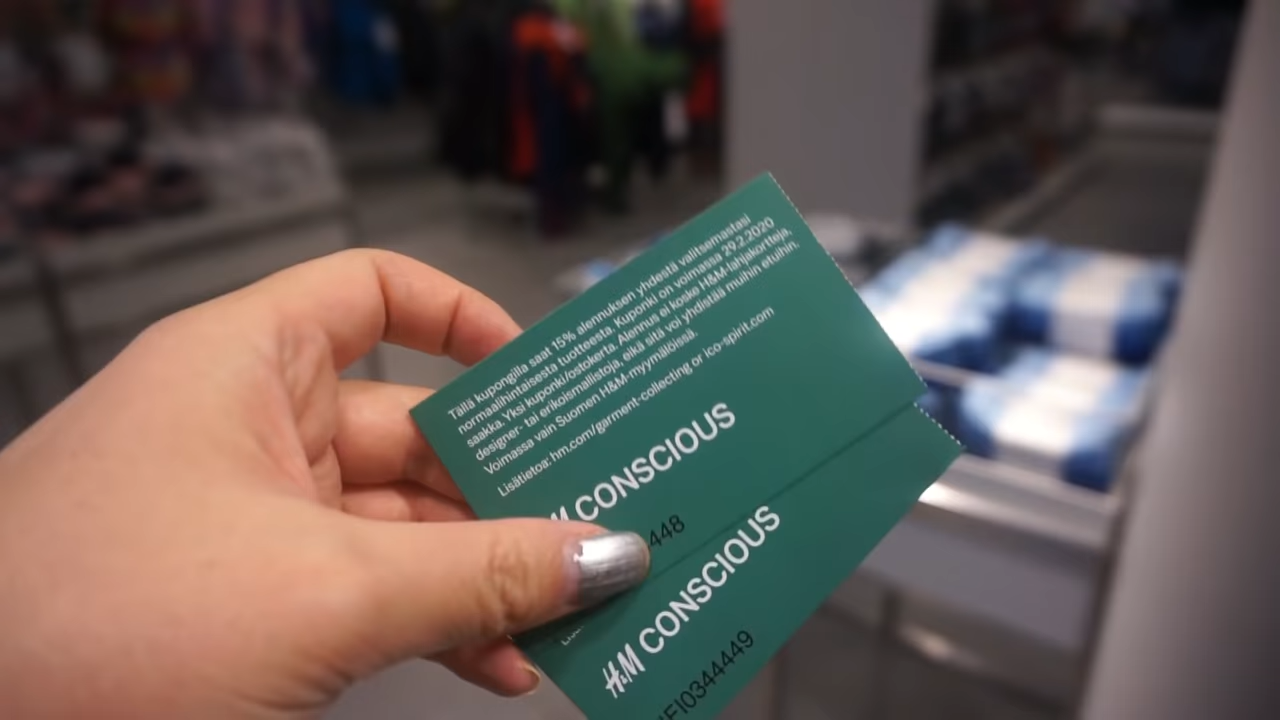 Tällä kupongilla saat 15% alennuksen yhdestä valitsemastasi
normaalihintaisesta tuotteesta. Kuponki on voimassa 29.2.2020
saakka. Yksi kuponki/ostokerta. Alennus ei koske H&M-lahjakortteja,
designer- tai erikoismallistoja, eikä sitä voi yhdistää muihin etuihin.
Voimassa vain Suomen H&M-myymälöissä.
Lisätietoa: hm.com/garment-collecting or ico-spirit.com
CONSCIOUS
448
H&M CONSCIOUS
FI0344449